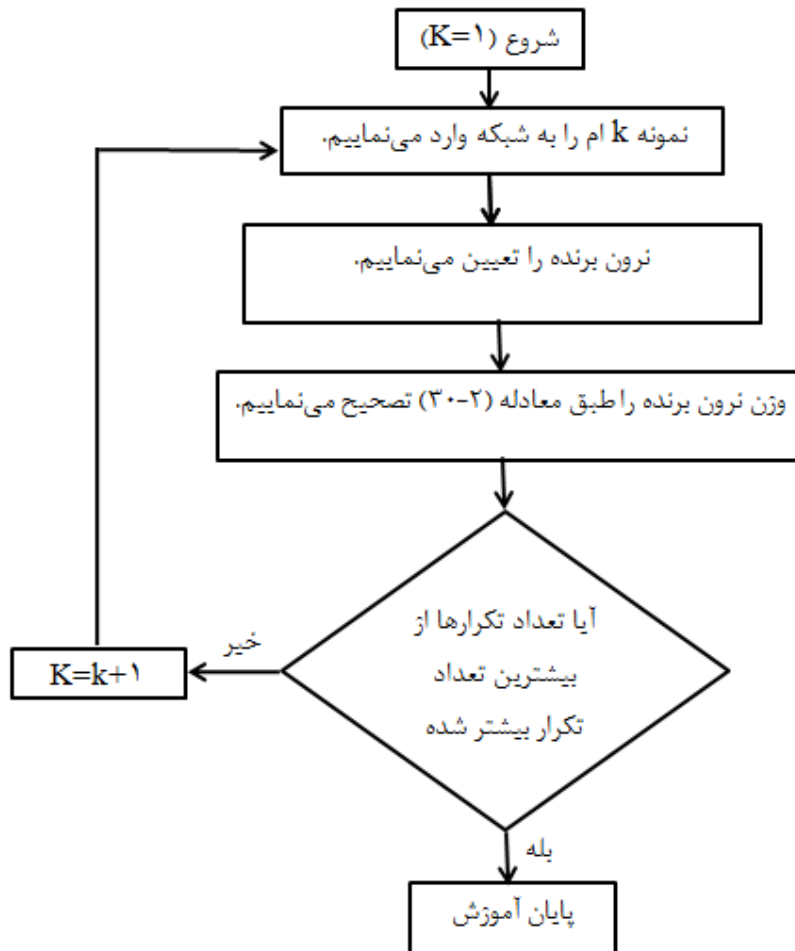 شروع (K=۱)
نمونه k ام را به شبکه وارد می‌نماییم.
نرون برنده را تعیین می‌نماییم.
وزن نرون برنده را طبق معادله (۲-۳۰) تصحیح می‌نماییم.
آیا تعداد تکرارها از
بیشترین تعداد
تکرار بیشتر شده
خیر
K=k+۱
بله
پایان آموزش